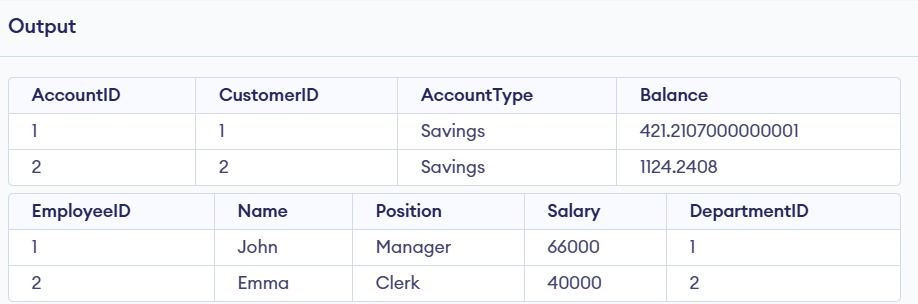 Output
AccountID CustomerID AccountType Balance
1 1 Savings 421.2107000000001
2 2 Savings 1124.2408
EmployeeID Name Position Salary DepartmentID
1 John Manager 66000 1
2 Emma Clerk 40000 2